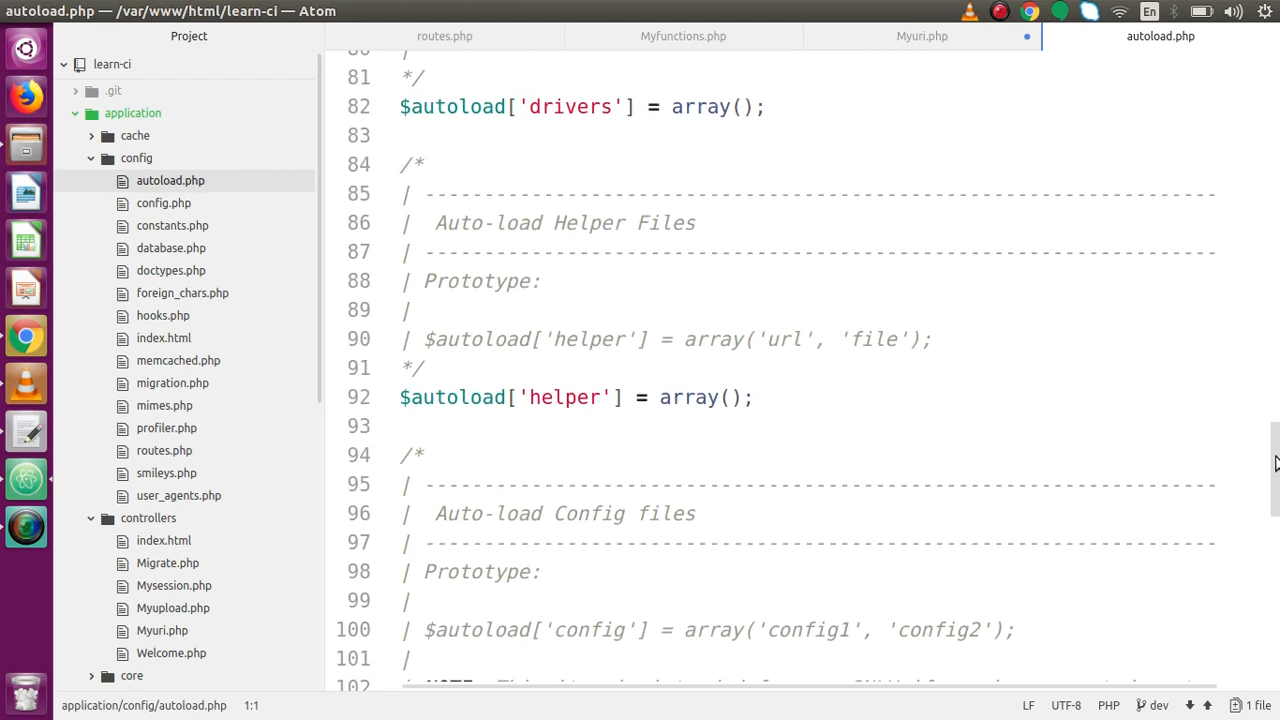 autoload.php — /var/www/html/learn-ci — Atom
En
Project
routes.php
Myfunctions.php
Myuri.php
autoload.php
learn-ci
.git
application
cache
config
autoload.php
config.php
constants.php
database.php
doctypes.php
foreign_chars.php
hooks.php
index.html
memcached.php
migration.php
mimes.php
profiler.php
routes.php
smileys.php
user_agents.php
controllers
index.html
Migrate.php
Mysession.php
Myupload.php
Myuri.php
Welcome.php
core
81 */
82 $autoload['drivers'] = array();
83
84 /*
85 | -------------------------------------------------------------------
86 | Auto-load Helper Files
87 | -------------------------------------------------------------------
88 | Prototype:
89 |
90 | $autoload['helper'] = array('url', 'file');
91 */
92 $autoload['helper'] = array();
93
94 /*
95 | -------------------------------------------------------------------
96 | Auto-load Config files
97 | -------------------------------------------------------------------
98 | Prototype:
99 |
100 | $autoload['config'] = array('config1', 'config2');
101 |
102
application/config/autoload.php 1:1
LF UTF-8 PHP dev 1 file